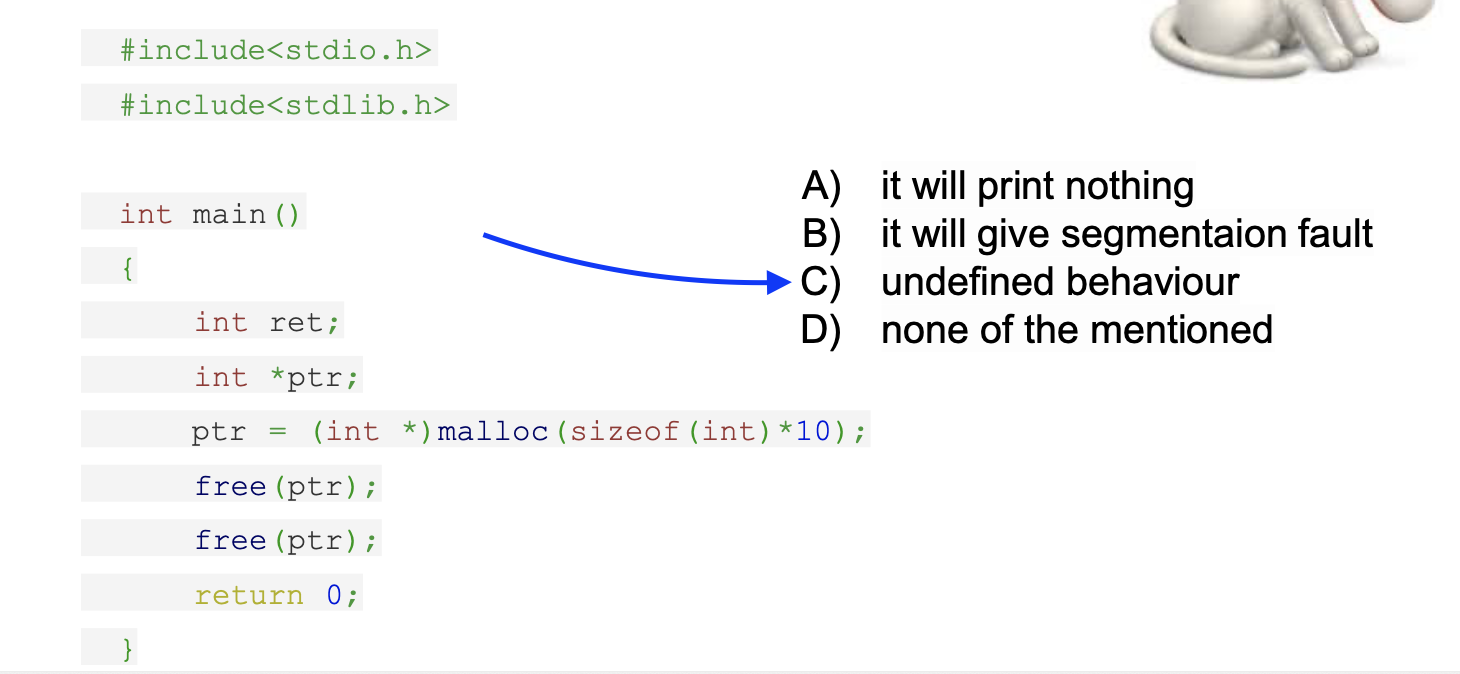 #include<stdio.h>
#include<stdlib.h>
int main()
{
int ret;
int *ptr;
ptr = (int *)malloc(sizeof(int)*10);
free(ptr);
free(ptr);
return 0;
}
A) it will print nothing
B) it will give segmentaion fault
C) undefined behaviour
D) none of the mentioned